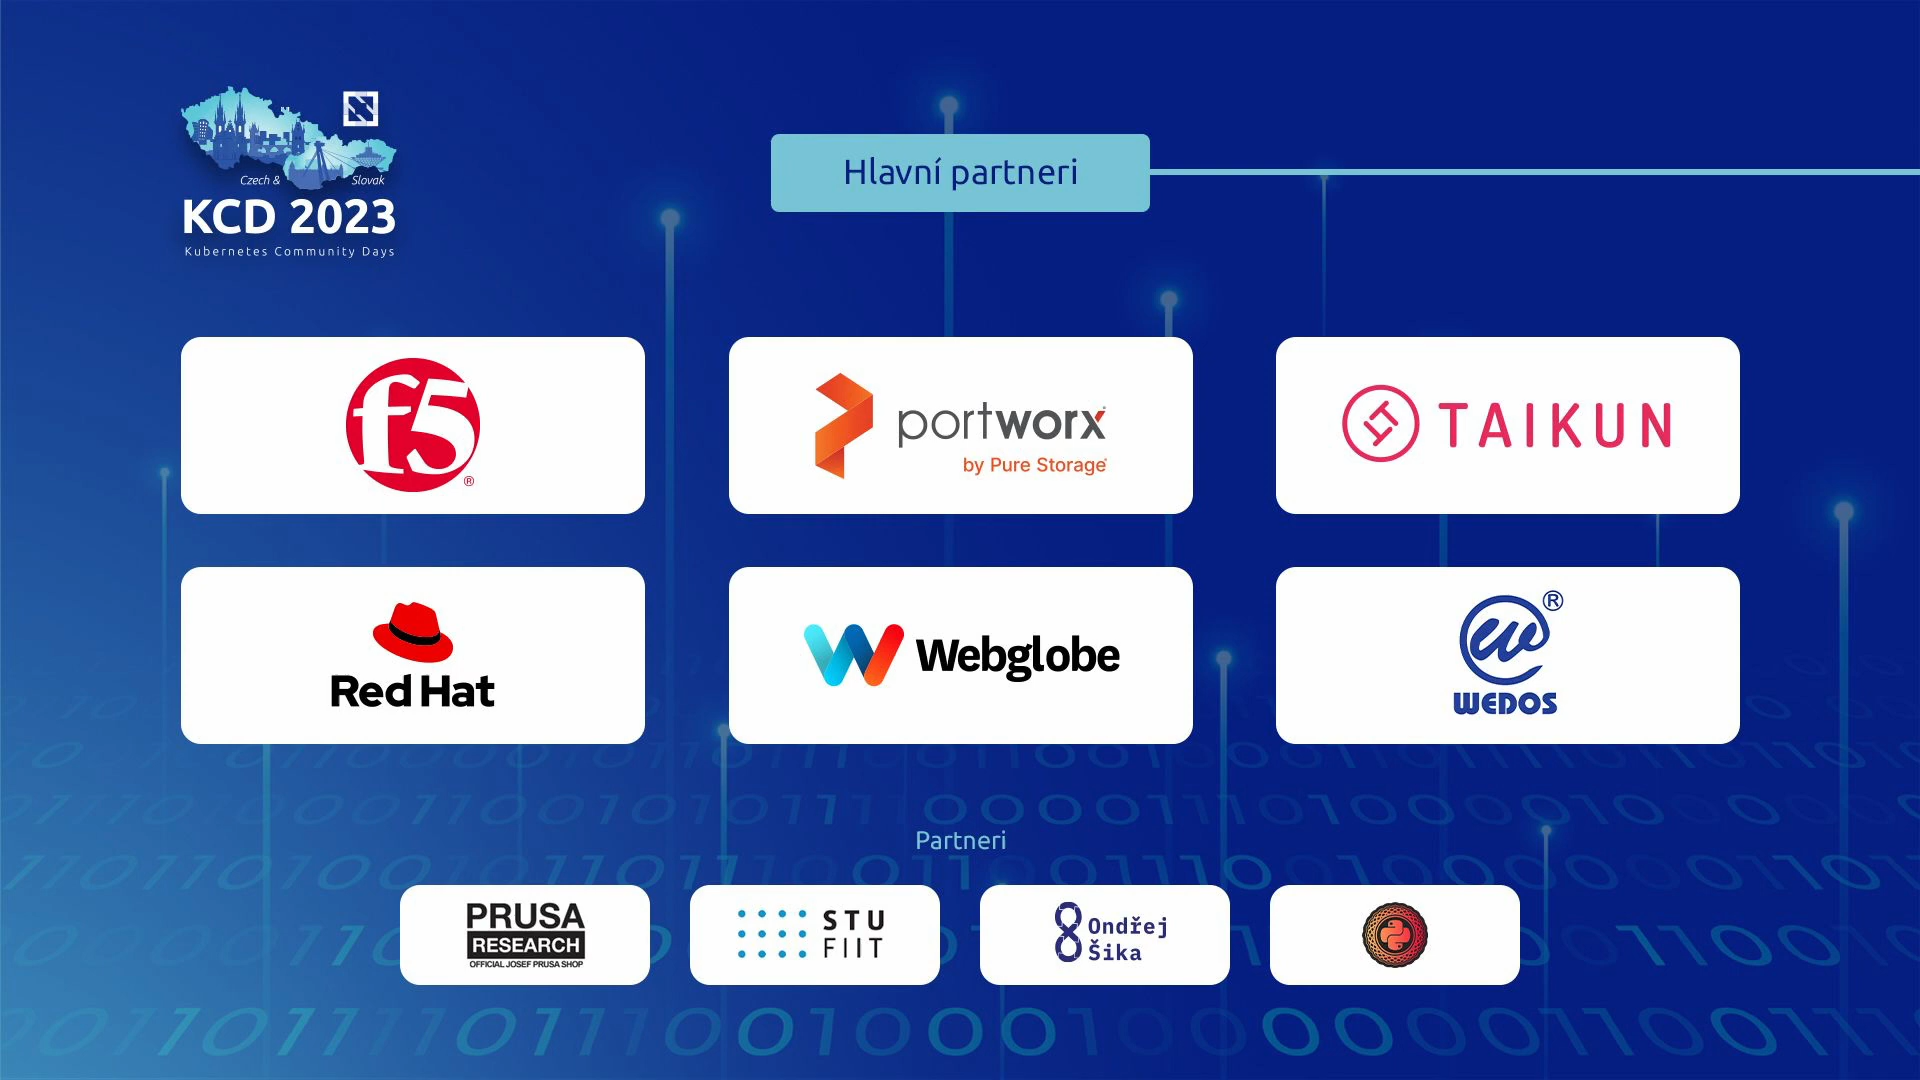 Czech & Slovak
KCD 2023
Kubernetes Community Days
Hlavní partneri
f5
®
portworx
by Pure Storage®
TAIKUN
Red Hat
Webglobe
®
WEDOS
Partneri
PRUSA
RESEARCH
OFFICIAL JOSEF PRUSA SHOP
STU
FIIT
Ondřej
Šika